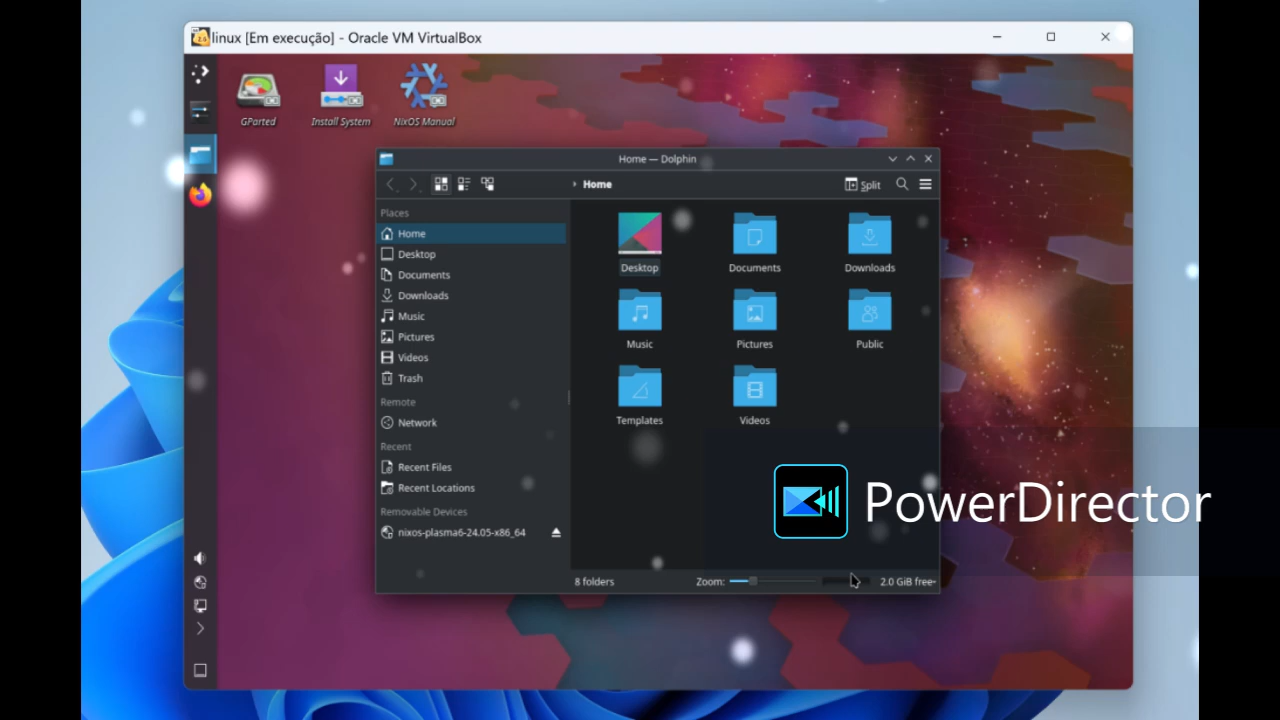 linux [Em execução] - Oracle VM VirtualBox
GParted
Install System
NixOS Manual
Home — Dolphin
Home
Split
Places
Home
Desktop
Documents
Downloads
Music
Pictures
Videos
Trash
Remote
Network
Recent
Recent Files
Recent Locations
Removable Devices
nixos-plasma6-24.05-x86_64
Desktop
Documents
Downloads
Music
Pictures
Public
Templates
Videos
PowerDirector
8 folders
Zoom:
2.0 GiB free